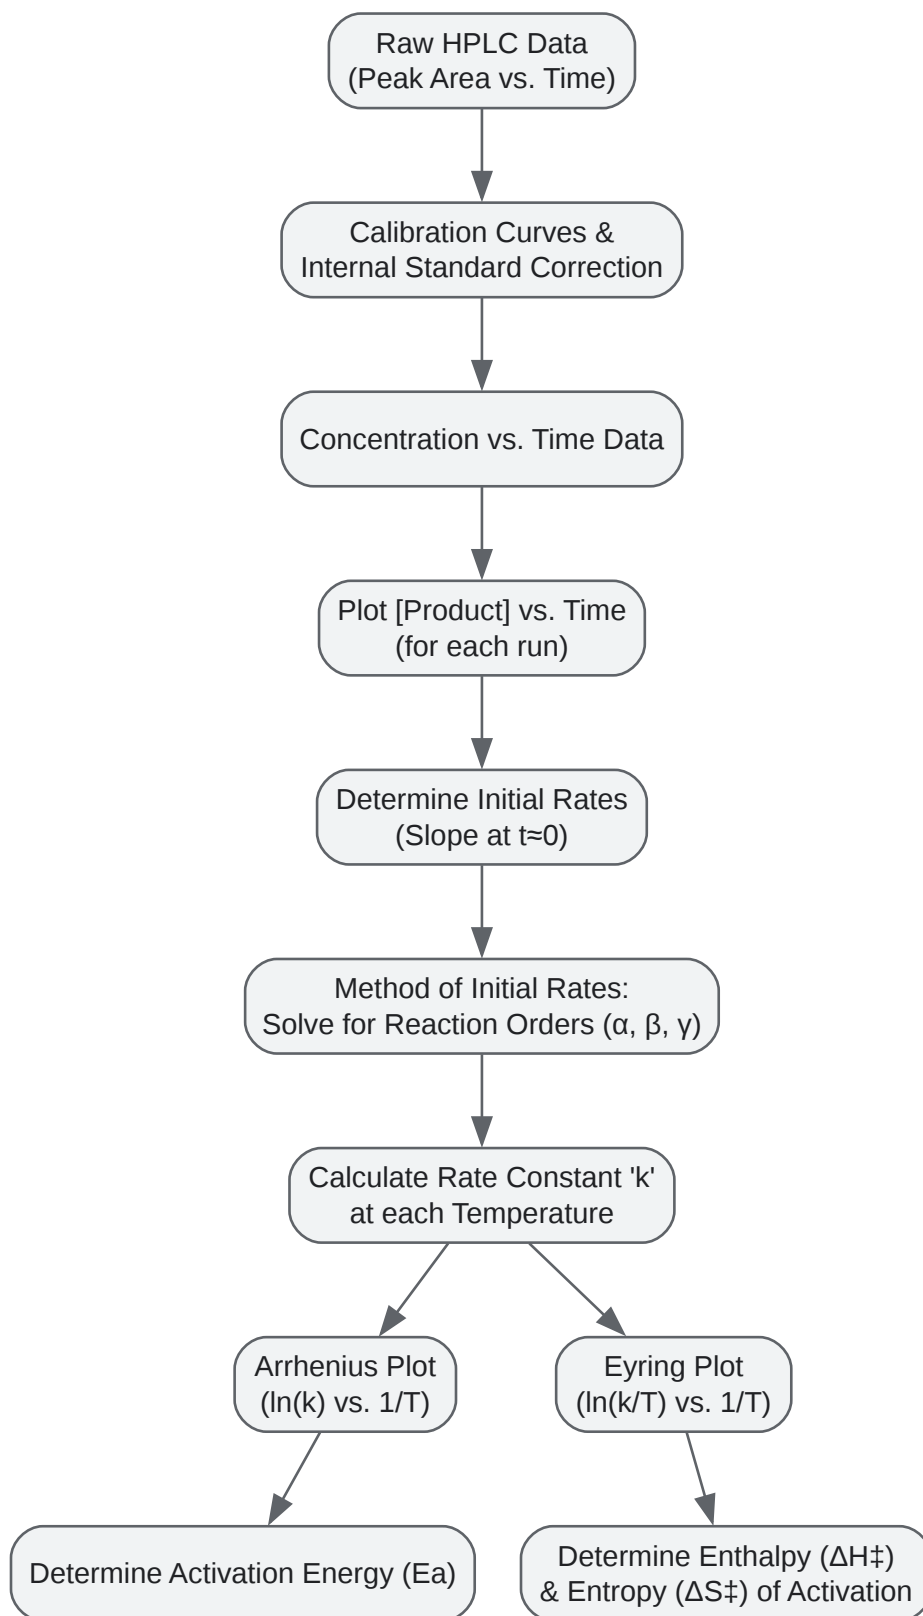 Raw HPLC Data
(Peak Area vs. Time)
Calibration Curves &
Internal Standard Correction
Concentration vs. Time Data
Plot [Product] vs. Time
(for each run)
Determine Initial Rates
(Slope at t≈0)
Method of Initial Rates:
Solve for Reaction Orders (α, β, γ)
Calculate Rate Constant 'k'
at each Temperature
Arrhenius Plot
(ln(k) vs. 1/T)
Eyring Plot
(ln(k/T) vs. 1/T)
Determine Activation Energy (Ea)
Determine Enthalpy (ΔH‡)
& Entropy (ΔS‡) of Activation